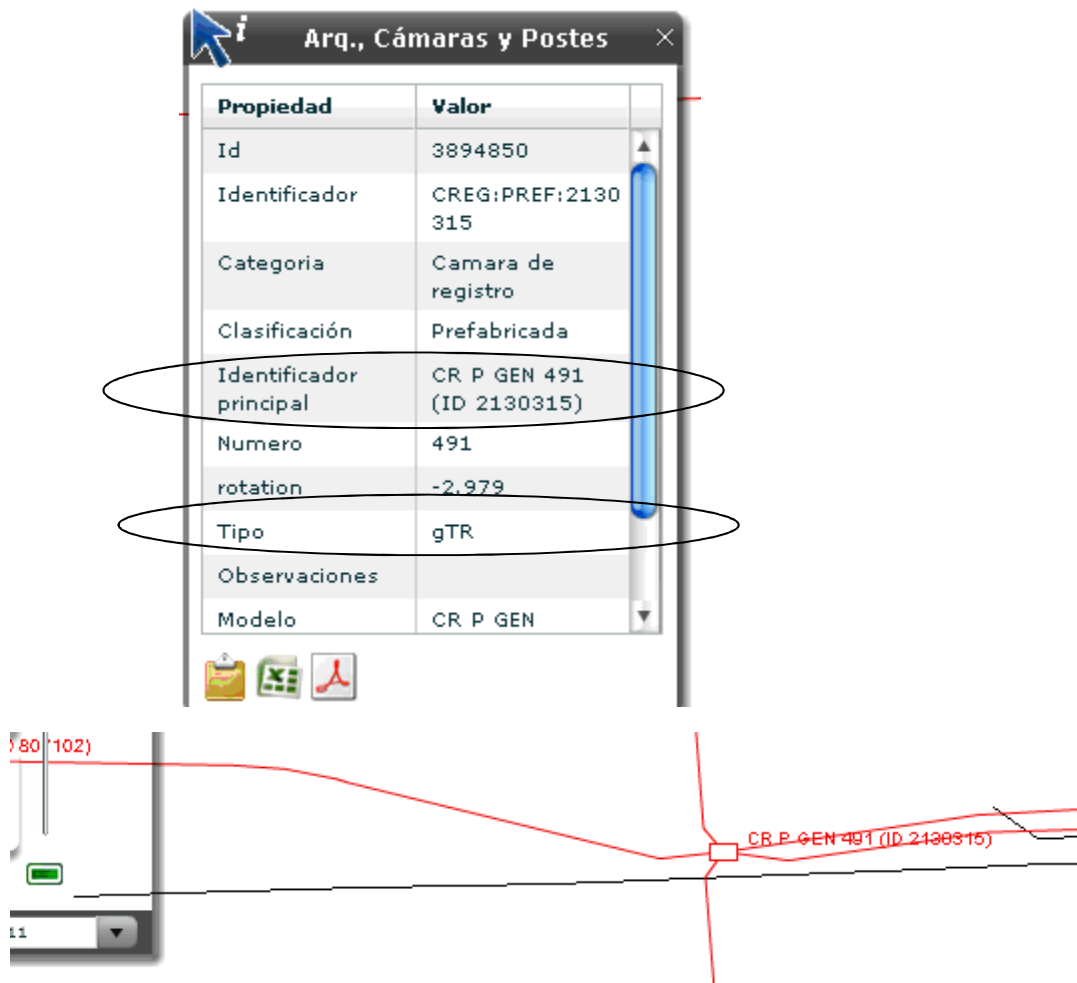 Arq., Cámaras y Postes
Propiedad Valor
Id 3894850
Identificador CREG:PREF:2130
315
Categoria Camara de
registro
Clasificación Prefabricada
Identificador CR P GEN 491
principal (ID 2130315)
Numero 491
rotation -2.979
Tipo gTR
Observaciones
Modelo CR P GEN
102)
CR P GEN 491 (ID 2130315)
11